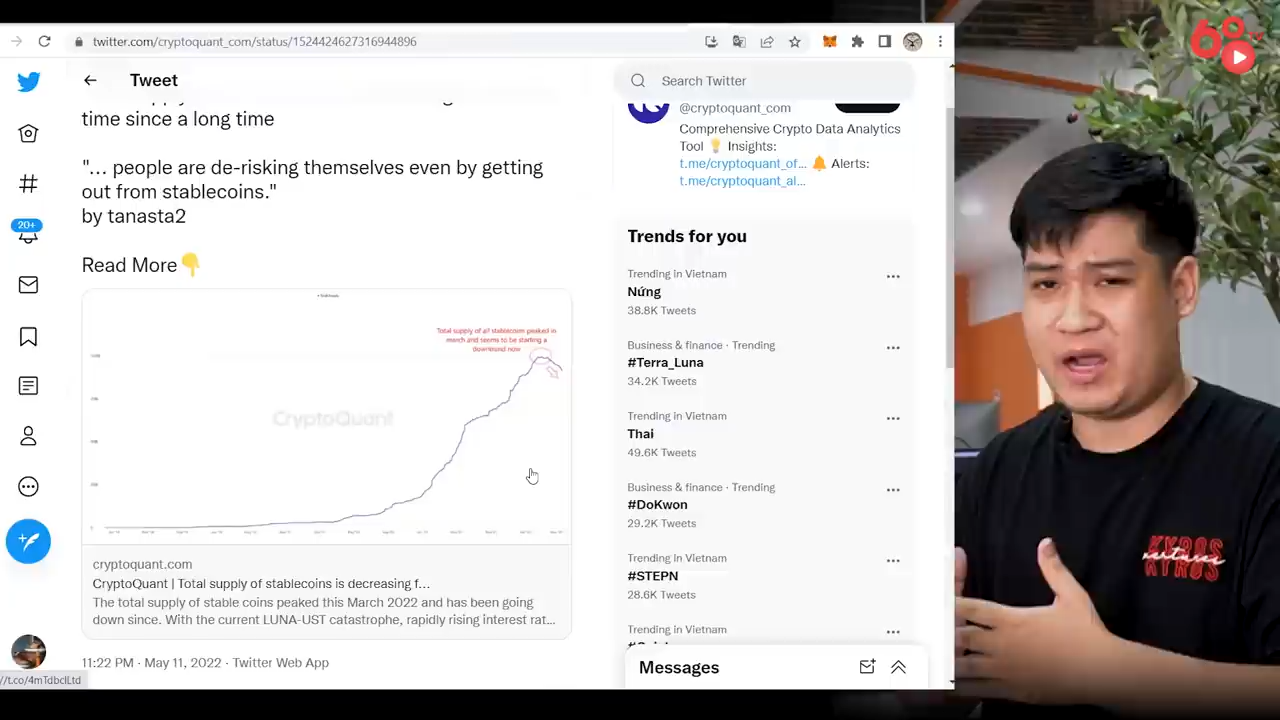 twitter.com/cryptoquant_com/status/1524424627316944896
Tweet
time since a long time
"... people are de-risking themselves even by getting
out from stablecoins."
by tanasta2
Read More👇
Total supply of all stablecoin peaked in
march and seems to be starting a
downtrend now
CryptoQuant
cryptoquant.com
CryptoQuant | Total supply of stablecoins is decreasing f...
The total supply of stable coins peaked this March 2022 and has been going
down since. With the current LUNA-UST catastrophe, rapidly rising interest rat...
11:22 PM · May 11, 2022 · Twitter Web App
//t.co/4mTdbclLtd
20+
Search Twitter
@cryptoquant_com
Comprehensive Crypto Data Analytics
Tool 💡 Insights:
t.me/cryptoquant_of... 🔔 Alerts:
t.me/cryptoquant_al...
Trends for you
Trending in Vietnam
Nứng
38.8K Tweets
Business & finance · Trending
#Terra_Luna
34.2K Tweets
Trending in Vietnam
Thai
49.6K Tweets
Business & finance · Trending
#DoKwon
29.2K Tweets
Trending in Vietnam
#STEPN
28.6K Tweets
Trending in Vietnam
Messages
KYROS
partners
KYROS